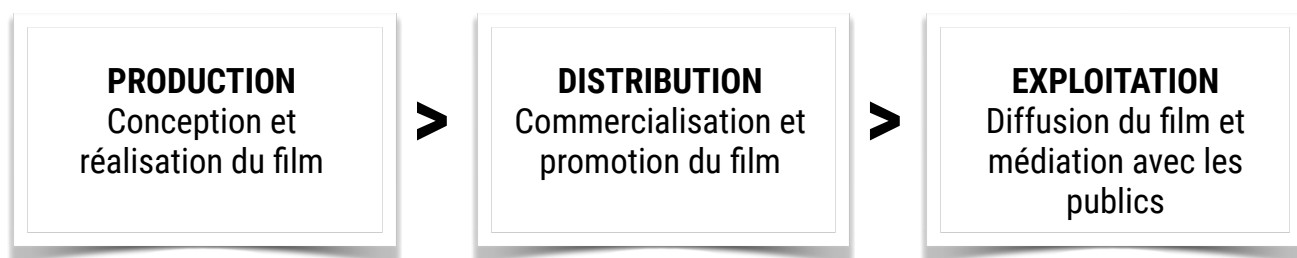 PRODUCTION
Conception et
réalisation du film
>
DISTRIBUTION
Commercialisation et
promotion du film
>
EXPLOITATION
Diffusion du film et
médiation avec les
publics